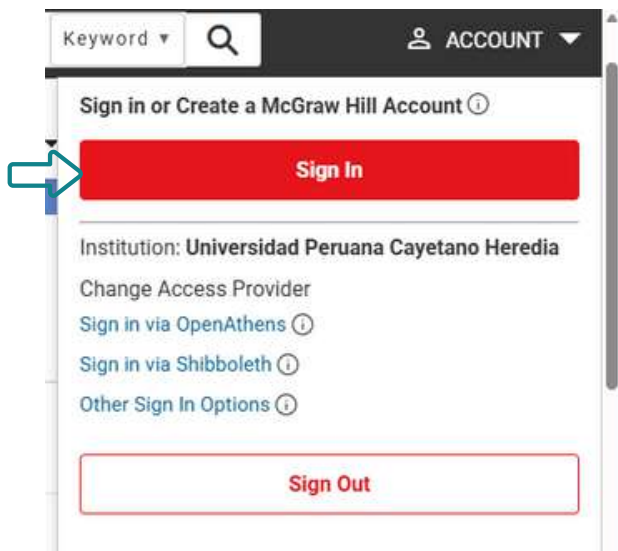 Keyword
ACCOUNT
Sign in or Create a McGraw Hill Account
Sign In
Institution: Universidad Peruana Cayetano Heredia
Change Access Provider
Sign in via OpenAthens
Sign in via Shibboleth
Other Sign In Options
Sign Out